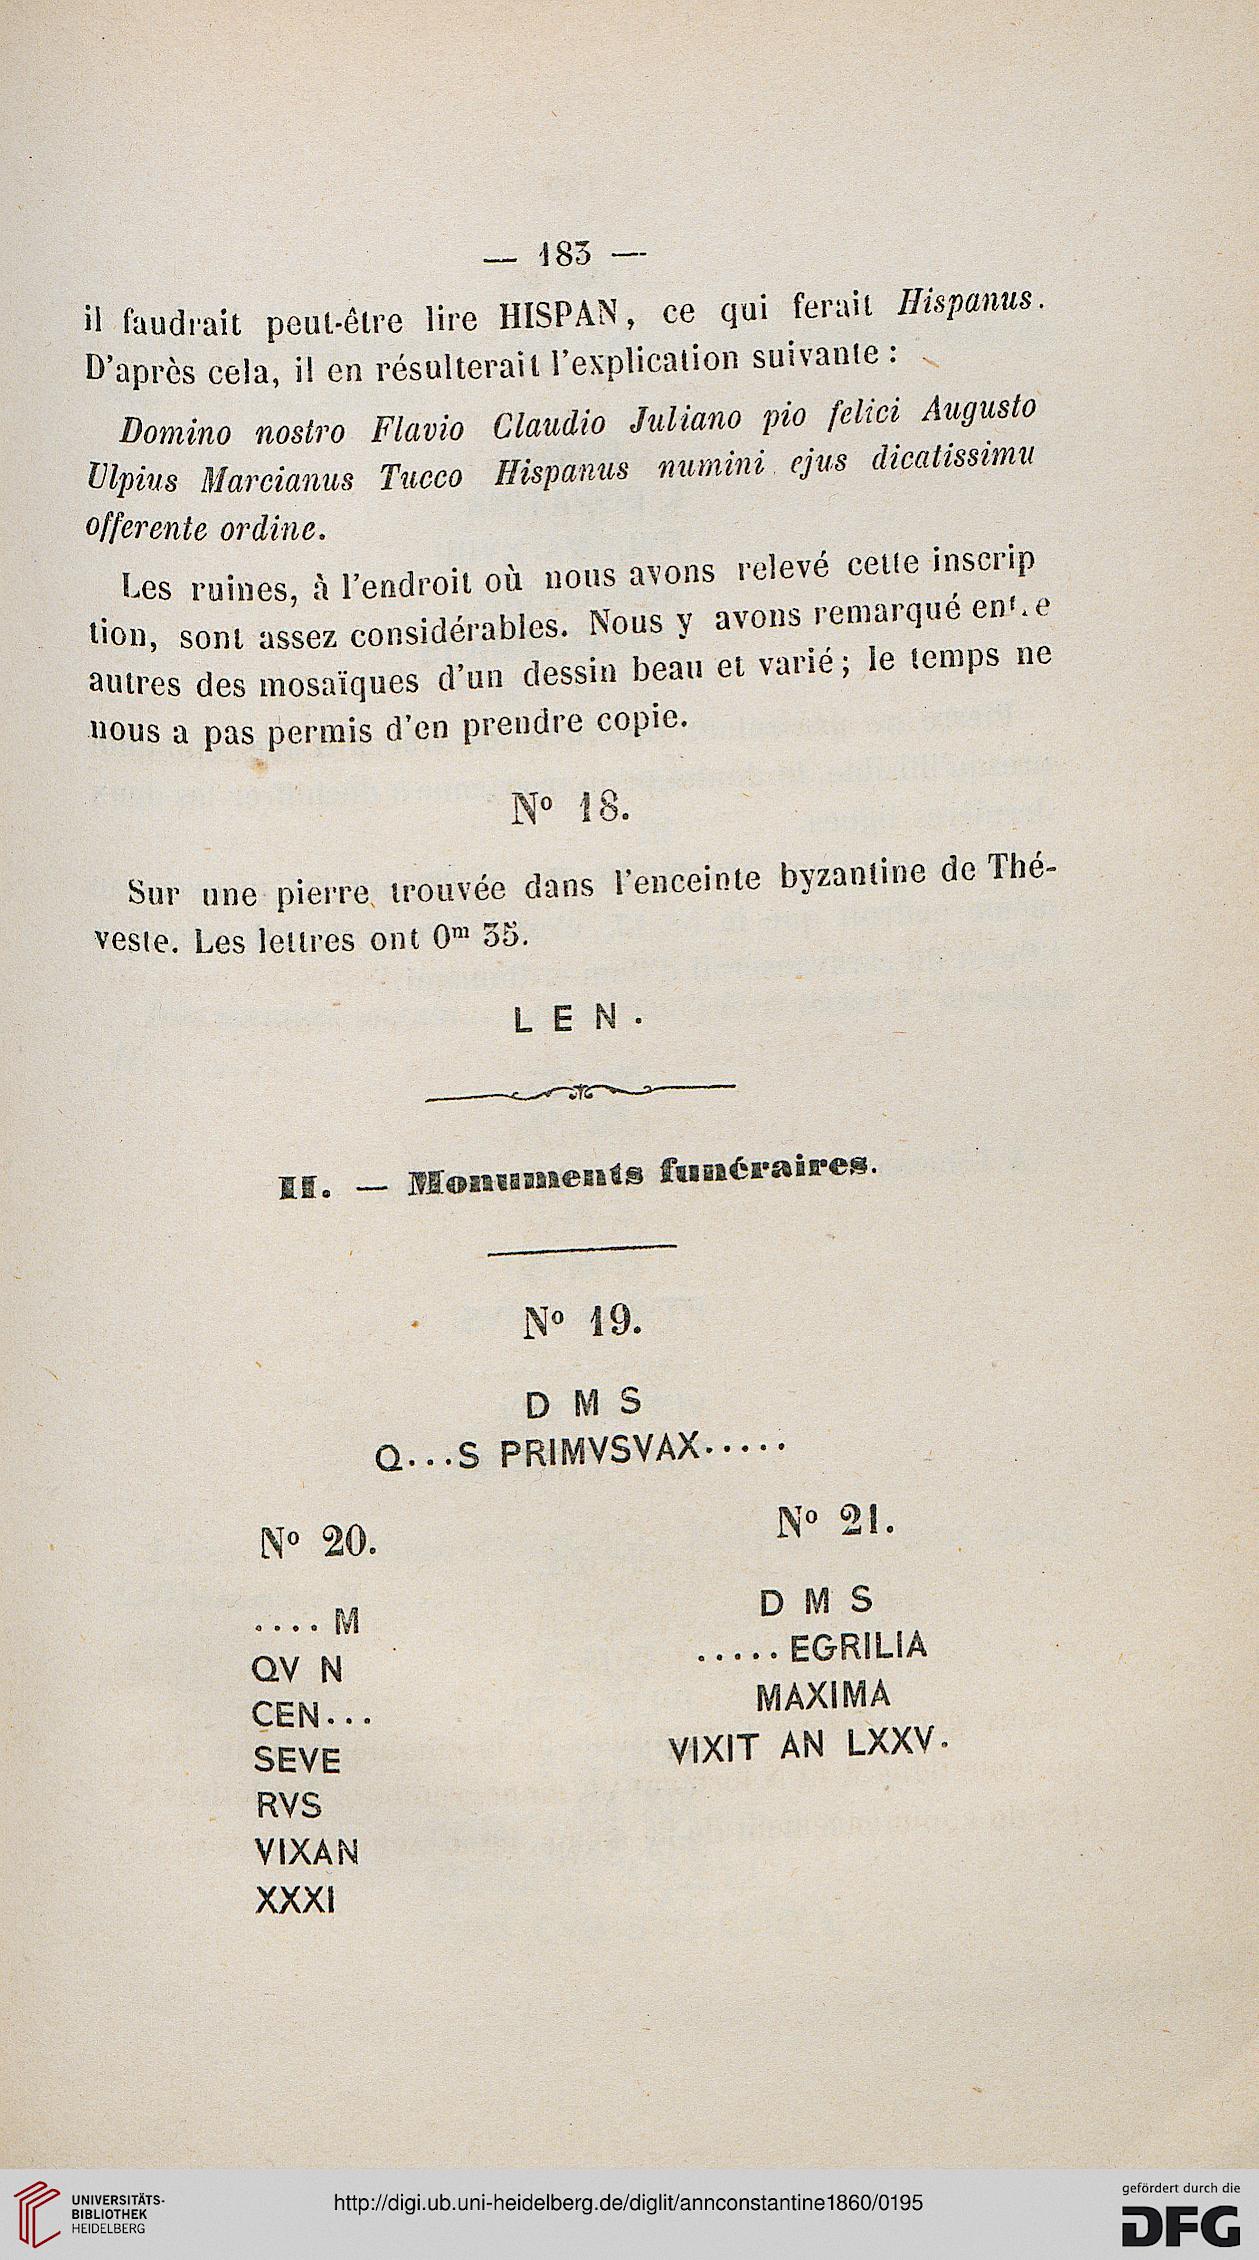 — 183 —
il faudrait peut-être lire HISPAN, ce qui ferait Hispanus.
D'après cela, il en résulterait l'explication suivante :
Domino nostro Flavio Claudio Juliano pio felici Augusto
Ulpius Marcianus Tucco Hispanus numini ejus dicatissimu
offerente ordine.
Les ruines, à l'endroit où nous avons relevé cette inscrip
tion, sont assez considérables. Nous y avons remarqué ent.e
autres des mosaïques d'un dessin beau et varié; le temps ne
nous a pas permis d'en prendre copie.
No 18.
Sur une pierre trouvée dans l'enceinte byzantine de Thé-
veste. Les lettres ont 0m 35.
L E N .
II. — Monuments funéraires.
No 19.
D M S
Q...S PRIMVSVAX.....
No 20.
....M
QV N
CEN...
SEVE
RVS
VIXAN
XXXI
No 21.
D M S
.....EGRILIA
MAXIMA
VIXIT AN LXXV.
UNIVERSITÄTS-
BIBLIOTHEK
HEIDELBERG
http://digi.ub.uni-heidelberg.de/diglit/annconstantine1860/0195
gefördert durch die
DFG